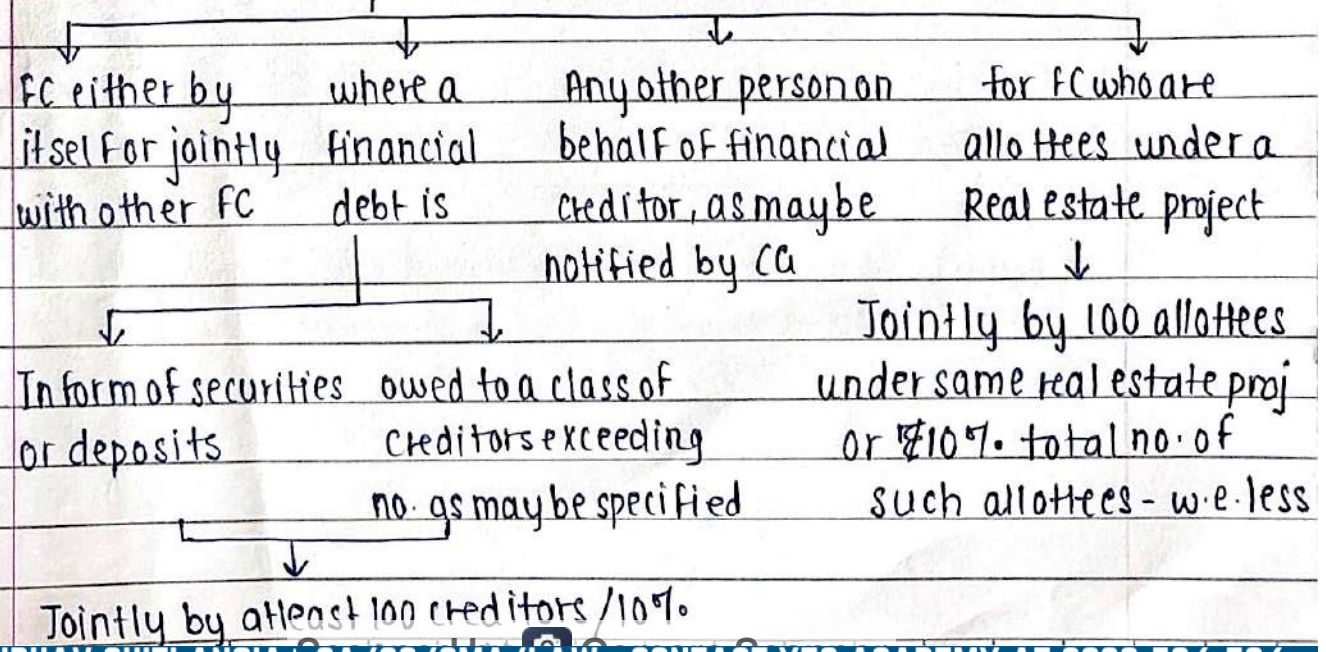 FC either by
itself or jointly
with other FC
where a
financial
debt is
Any other person on
behalf of financial
creditor, as may be
notified by CG
for FC who are
allottees under a
Real estate project
In form of securities
or deposits
owed to a class of
creditors exceeding
no. as may be specified
Jointly by atleast 100 creditors / 10%
Jointly by 100 allottees
under same real estate proj
or ≮10% total no. of
such allottees - w.e. less